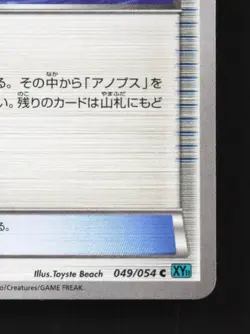 る。その中から「アノプス」を
い。残りのカードは山札にもど
る。
Illus.Toyste Beach 049/054 C XY11
o/Creatures/GAME FREAK.